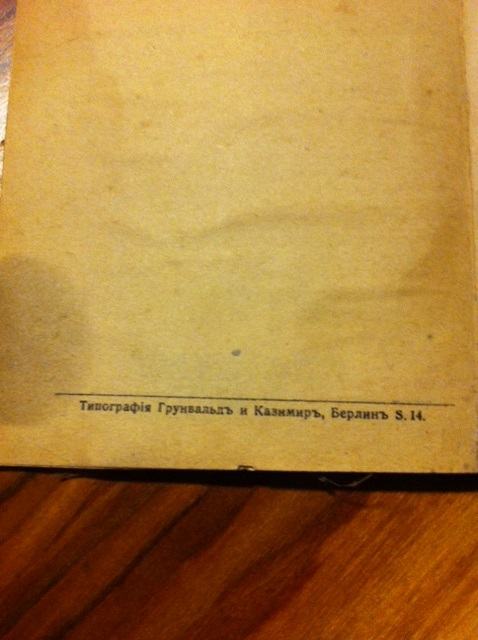 Типографія Грунвальдъ и Казимиръ, Берлинъ S. 14.